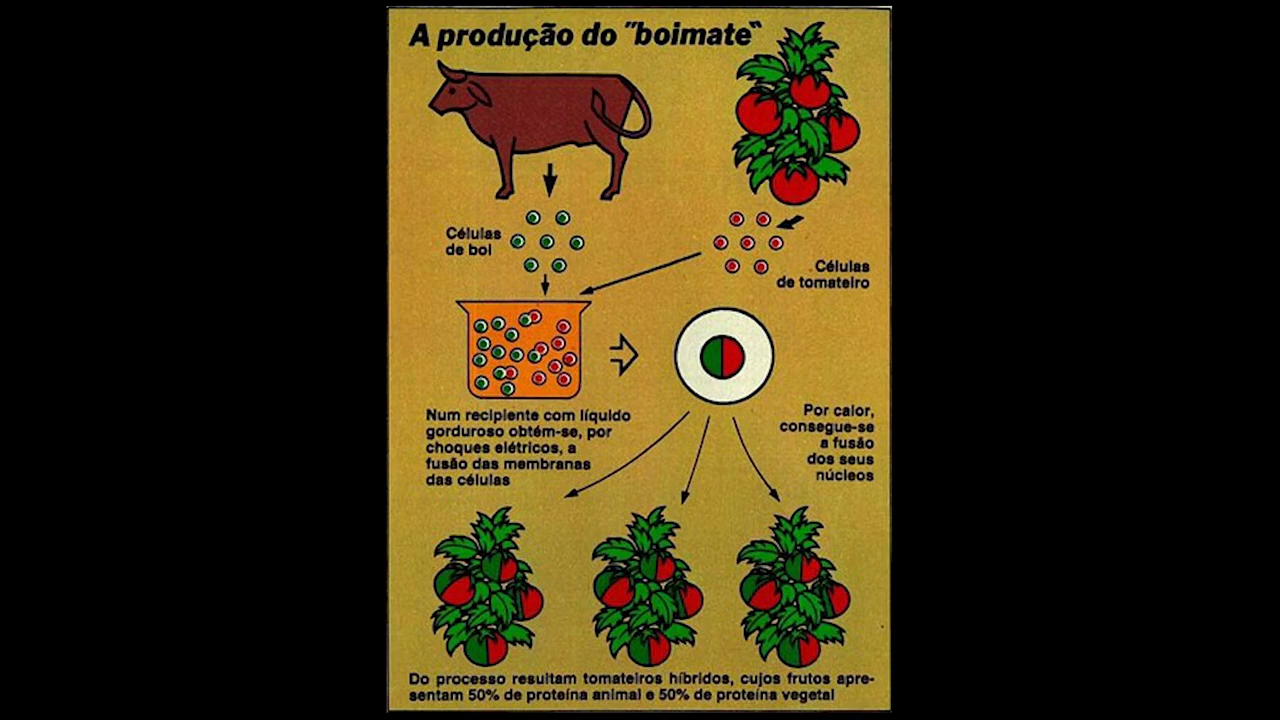 A produção do "boimate"
Células
de boi
Células
de tomateiro
Num recipiente com líquido
gorduroso obtém-se, por
choques elétricos, a
fusão das membranas
das células
Por calor,
consegue-se
a fusão
dos seus
núcleos
Do processo resultam tomateiros híbridos, cujos frutos apre-
sentam 50% de proteína animal e 50% de proteína vegetal